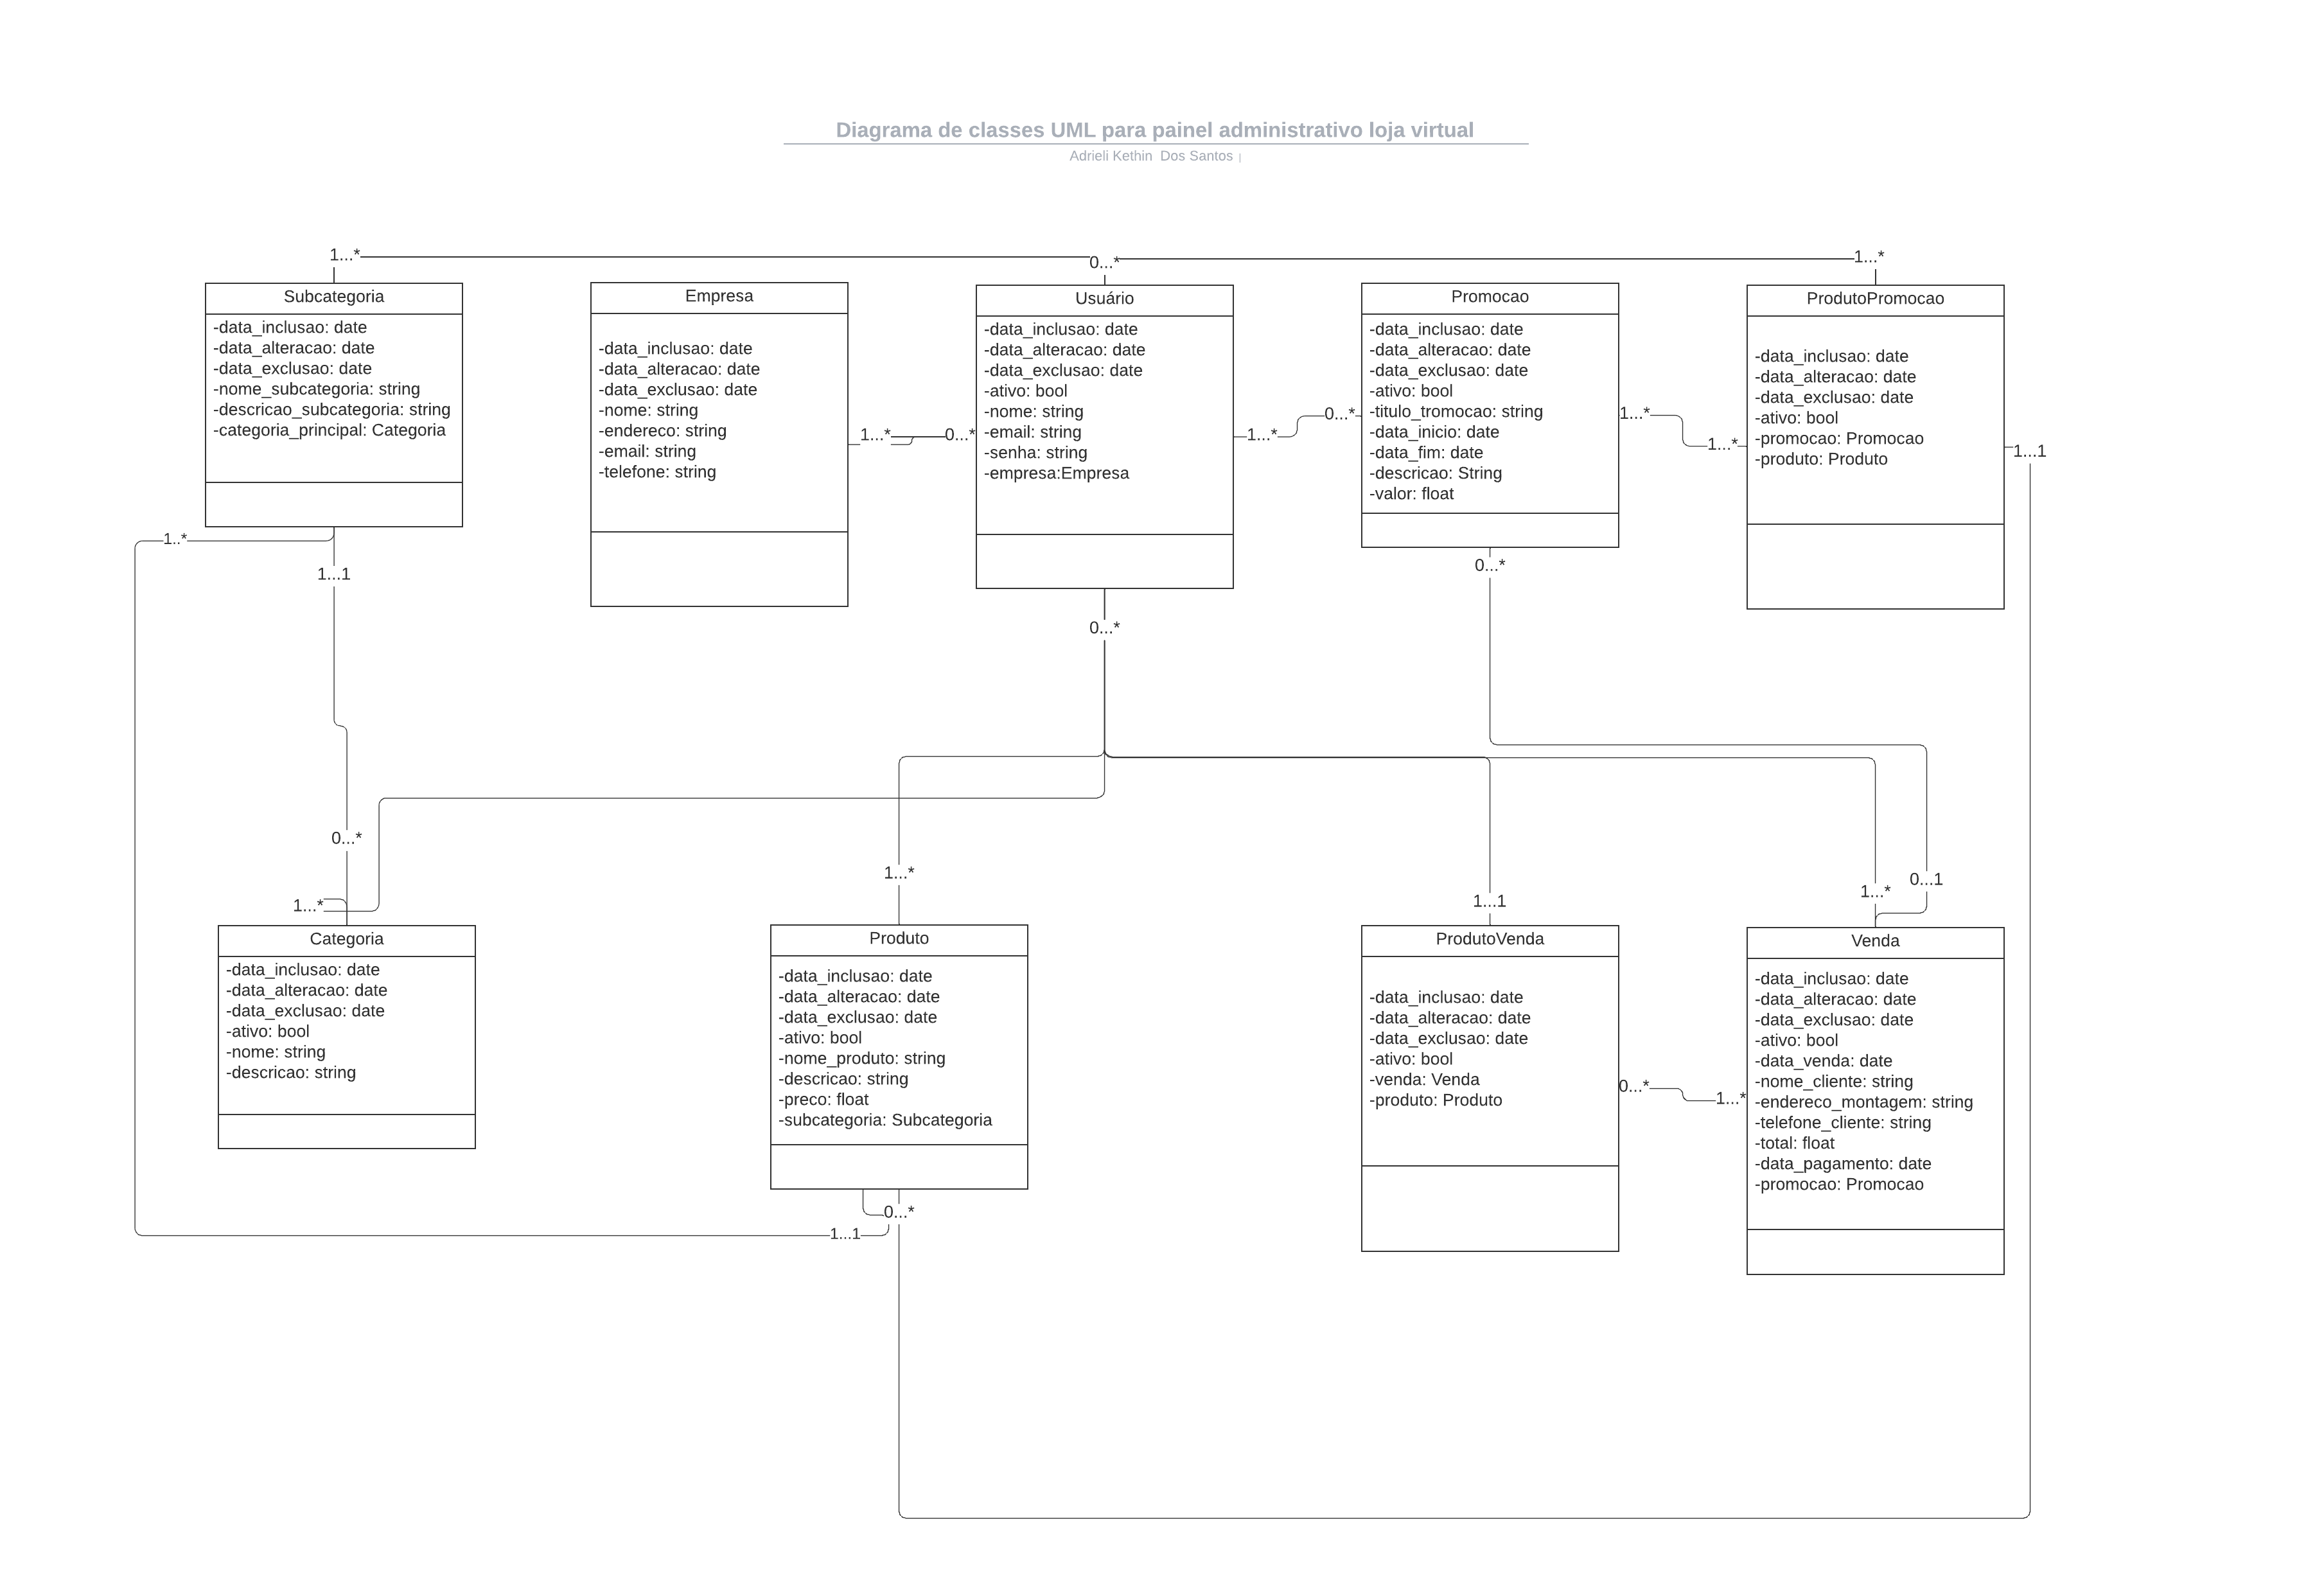 Diagrama de classes UML para painel administrativo loja virtual
Adrieli Kethin  Dos Santos |
1...*
0...*
1...*
Subcategoria
-data_inclusao: date
-data_alteracao: date
-data_exclusao: date
-nome_subcategoria: string
-descricao_subcategoria: string
-categoria_principal: Categoria
Empresa
-data_inclusao: date
-data_alteracao: date
-data_exclusao: date
-nome: string
-endereco: string
-email: string
-telefone: string
1...*
0...*
Usuário
-data_inclusao: date
-data_alteracao: date
-data_exclusao: date
-ativo: bool
-nome: string
-email: string
-senha: string
-empresa:Empresa
1...*
0...*
Promocao
-data_inclusao: date
-data_alteracao: date
-data_exclusao: date
-ativo: bool
-titulo_tromocao: string
-data_inicio: date
-data_fim: date
-descricao: String
-valor: float
1...*
1...*
ProdutoPromocao
-data_inclusao: date
-data_alteracao: date
-data_exclusao: date
-ativo: bool
-promocao: Promocao
-produto: Produto
1...1
1..*
1...1
0...*
0...*
0...*
1...*
1...*
1...1
1...*
0...1
Categoria
-data_inclusao: date
-data_alteracao: date
-data_exclusao: date
-ativo: bool
-nome: string
-descricao: string
Produto
-data_inclusao: date
-data_alteracao: date
-data_exclusao: date
-ativo: bool
-nome_produto: string
-descricao: string
-preco: float
-subcategoria: Subcategoria
ProdutoVenda
-data_inclusao: date
-data_alteracao: date
-data_exclusao: date
-ativo: bool
-venda: Venda
-produto: Produto
0...*
1...*
Venda
-data_inclusao: date
-data_alteracao: date
-data_exclusao: date
-ativo: bool
-data_venda: date
-nome_cliente: string
-endereco_montagem: string
-telefone_cliente: string
-total: float
-data_pagamento: date
-promocao: Promocao
0...*
1...1